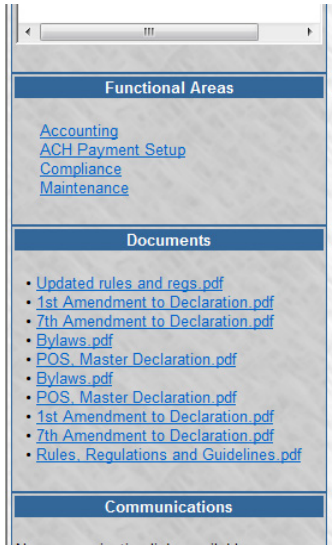 Functional Areas
Accounting
ACH Payment Setup
Compliance
Maintenance
Documents
• Updated rules and regs.pdf
• 1st Amendment to Declaration.pdf
• 7th Amendment to Declaration.pdf
• Bylaws.pdf
• POS, Master Declaration.pdf
• Bylaws.pdf
• POS, Master Declaration.pdf
• 1st Amendment to Declaration.pdf
• 7th Amendment to Declaration.pdf
• Rules, Regulations and Guidelines.pdf
Communications